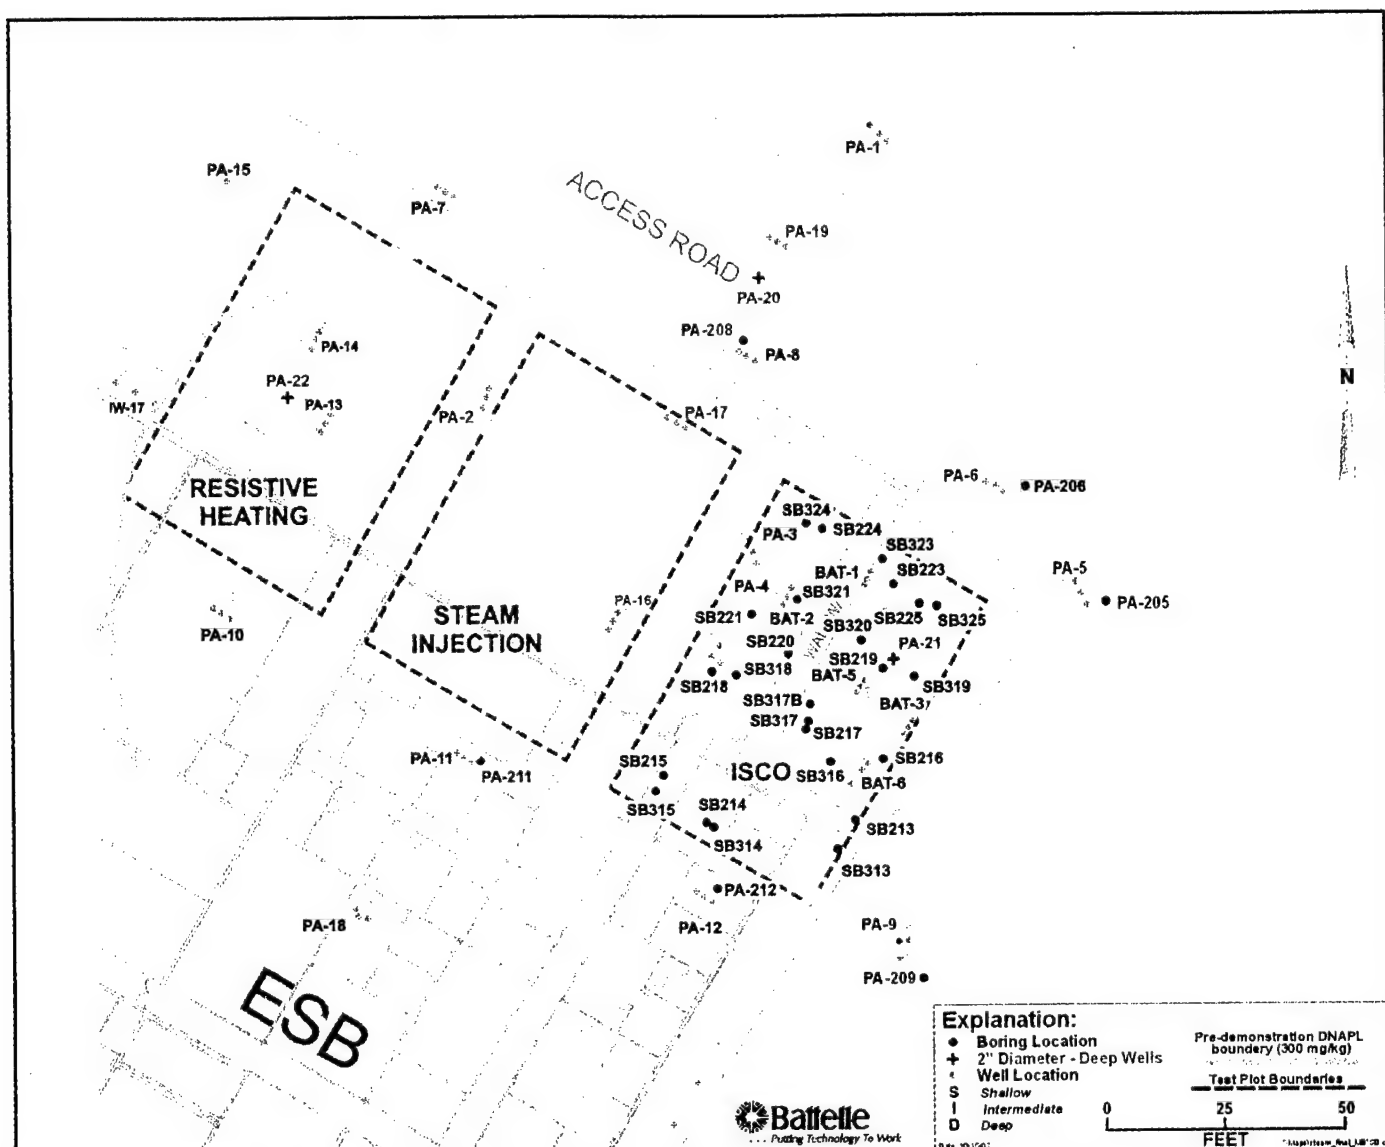 PA-1
PA-15
PA-7
ACCESS ROAD
PA-19
PA-20
PA-208
PA-8
PA-14
PA-22
PA-13
IW-17
PA-2
PA-17
N
RESISTIVE
HEATING
PA-6
PA-206
SB324
PA-3
SB224
SB323
BAT-1
SB223
PA-5
PA-4
SB321
PA-205
SB221
BAT-2
SB225
SB325
SB320
PA-16
STEAM
INJECTION
PA-10
SB220
PA-21
SB219
SB218
SB318
BAT-5
SB319
SB317B
BAT-3
SB317
SB217
PA-11
PA-211
SB215
ISCO
SB316
SB216
BAT-6
SB315
SB214
SB314
SB213
SB313
PA-212
PA-12
PA-18
PA-9
PA-209
ESB
Explanation:
Boring Location
2" Diameter - Deep Wells
Well Location
S Shallow
I Intermediate
D Deep
Pre-demonstration DNAPL
boundary (300 mg/kg)
Test Plot Boundaries
0 25 50
FEET
Battelle
... Putting Technology To Work